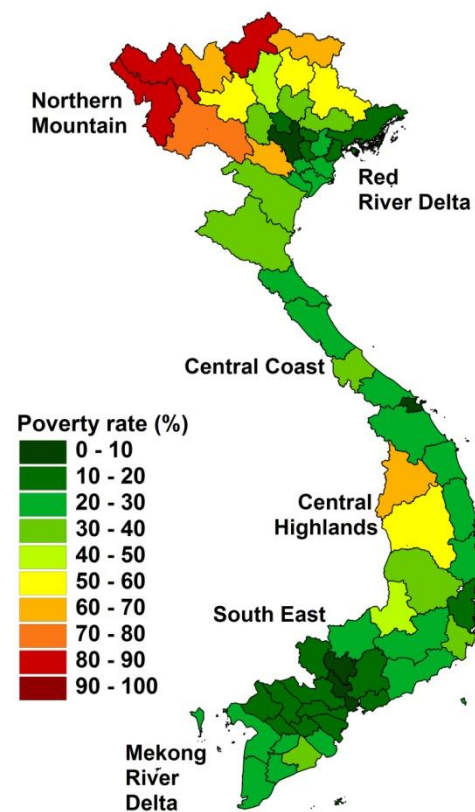 Northern
Mountain
Red
River Delta
Central Coast
Poverty rate (%)
0 - 10
10 - 20
20 - 30
30 - 40
40 - 50
50 - 60
60 - 70
70 - 80
80 - 90
90 - 100
Central
Highlands
South East
Mekong
River
Delta